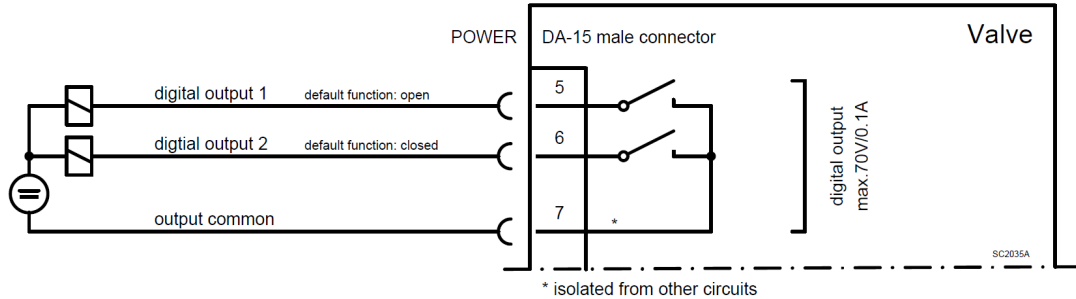 POWER DA-15 male connector Valve
digital output 1 default function: open 5
digtial output 2 default function: closed 6
output common 7 *
digital output
max.70V/0.1A
SC2035A
* isolated from other circuits